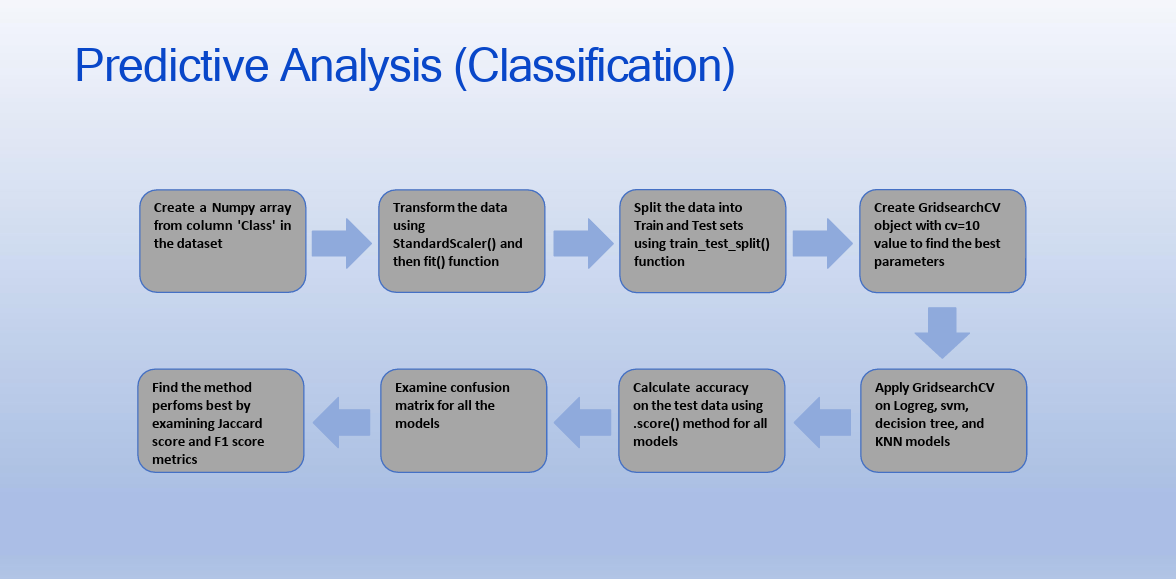 Predictive Analysis (Classification)
Create a Numpy array
from column 'Class' in
the dataset
Transform the data
using
StandardScaler() and
then fit() function
Split the data into
Train and Test sets
using train_test_split()
function
Create GridsearchCV
object with cv=10
value to find the best
parameters
Apply GridsearchCV
on Logreg, svm,
decision tree, and
KNN models
Calculate accuracy
on the test data using
.score() method for all
models
Examine confusion
matrix for all the
models
Find the method
perfoms best by
examining Jaccard
score and F1 score
metrics